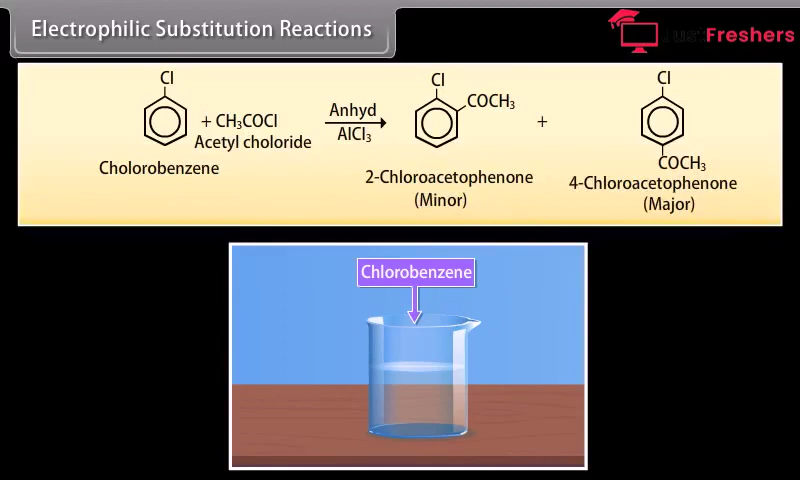 Electrophilic Substitution Reactions
Just Freshers
Cl
+ CH₃COCl
Acetyl choloride
Cholorobenzene
Anhyd
AlCl₃
Cl
COCH₃
2-Chloroacetophenone
(Minor)
+
Cl
COCH₃
4-Chloroacetophenone
(Major)
Chlorobenzene